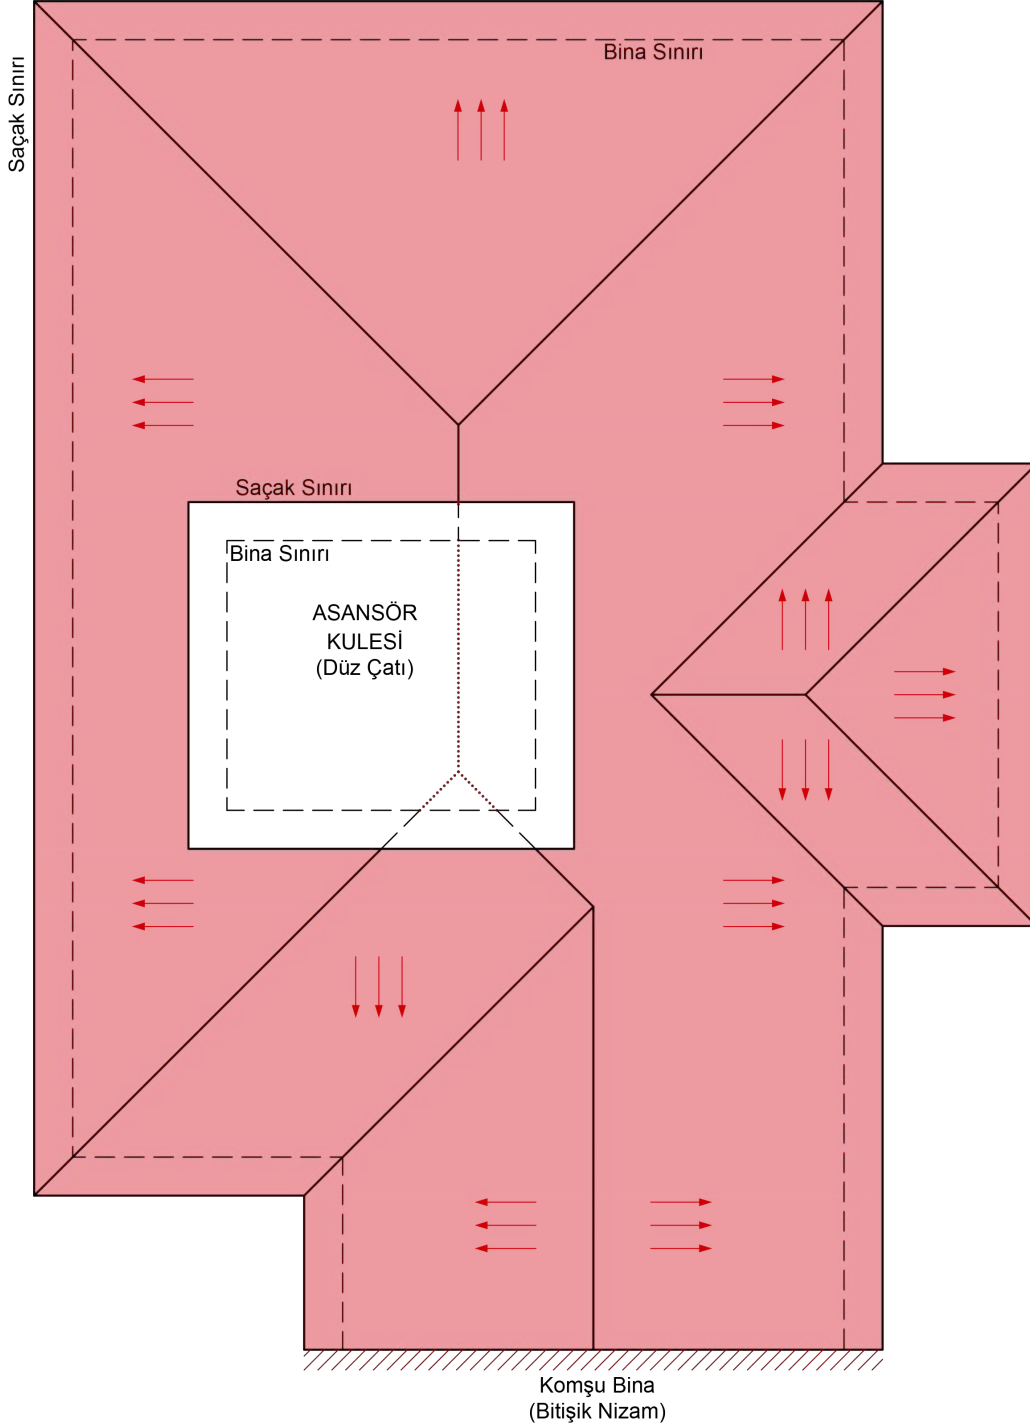 Bina Sınırı
Saçak Sınırı
Saçak Sınırı
Bina Sınırı
ASANSÖR
KULESİ
(Düz Çatı)
Komşu Bina
(Bitişik Nizam)